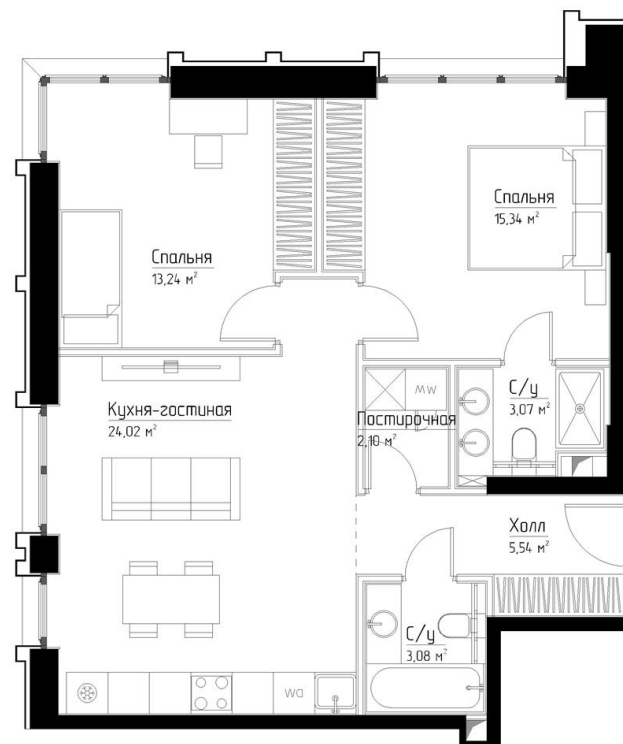 Спальня
15,34 м²
Спальня
13,24 м²
Кухня-гостиная
24,02 м²
MW
Постирочная
2,10 м²
С/у
3,07 м²
Холл
5,54 м²
С/у
3,08 м²
DW